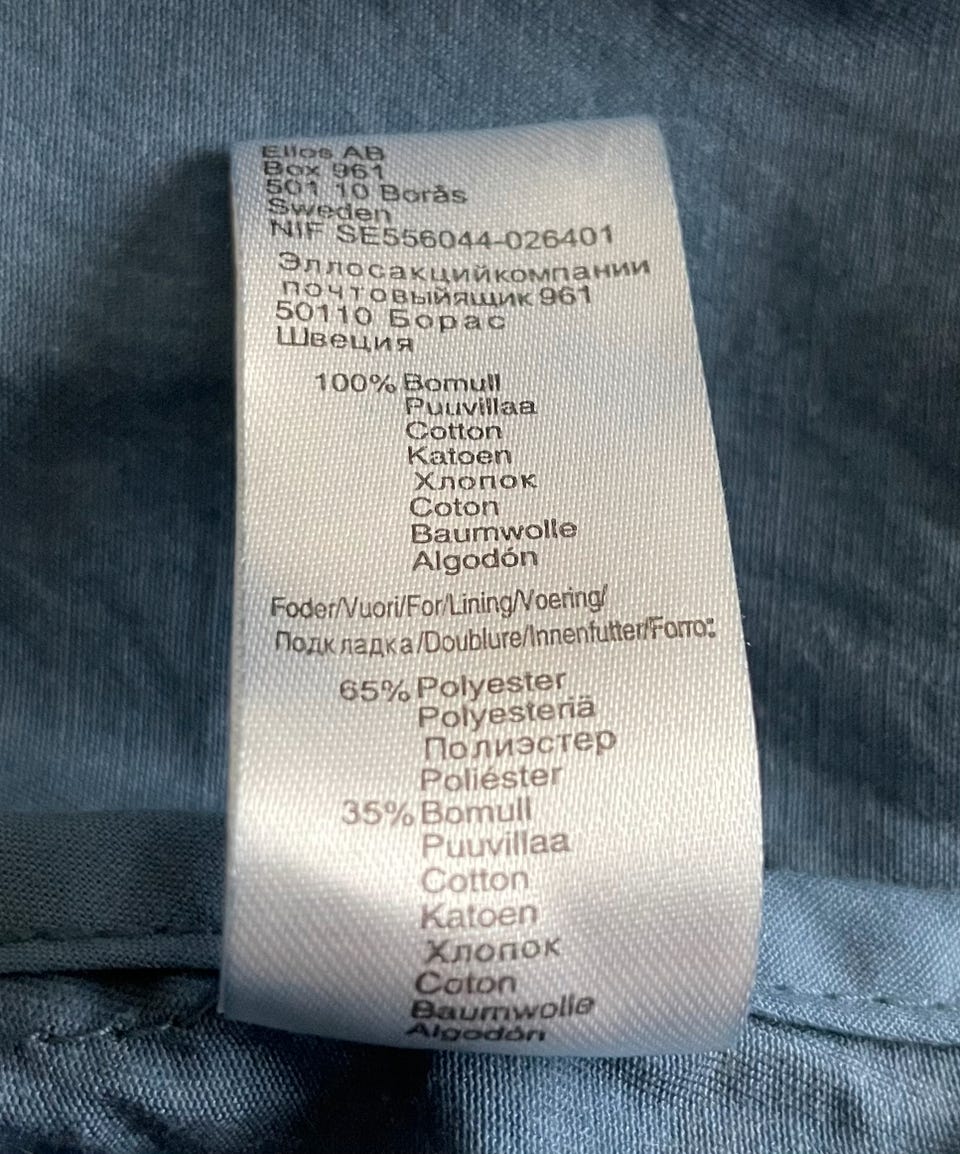 Ellos AB
Box 961
501 10 Borås
Sweden
NIF SE556044-026401
Эллосакцийкомпании
почтовыйящик 961
50110 Борас
Швеция
100% Bomull
Puuvillaa
Cotton
Katoen
Хлопок
Coton
Baumwolle
Algodón
Foder/Vuori/For/Lining/Voering/
Подкладка/Doublure/Innenfutter/Forro:
65% Polyester
Polyesteriä
Полиэстер
Poliéster
35% Bomull
Puuvillaa
Cotton
Katoen
Хлопок
Coton
Baumwolle
Algodón